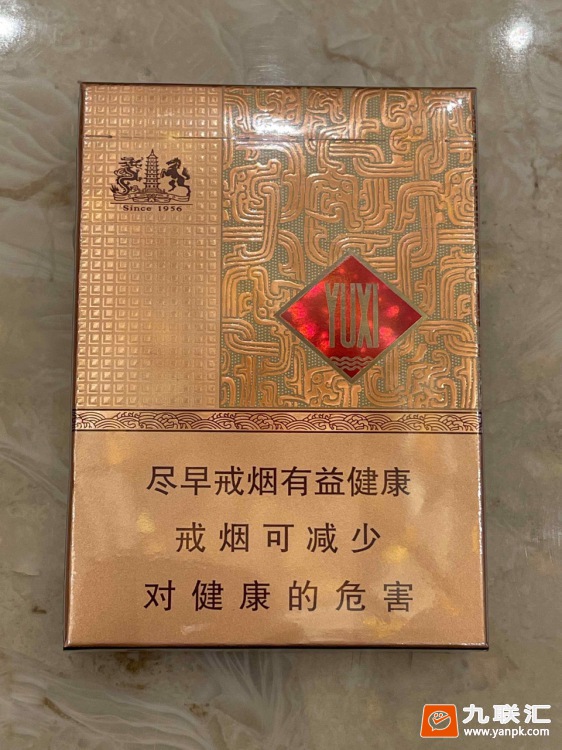 Since 1956
YUXI
尽早戒烟有益健康
戒烟可减少
对健康的危害
九联汇
www.yanpk.com